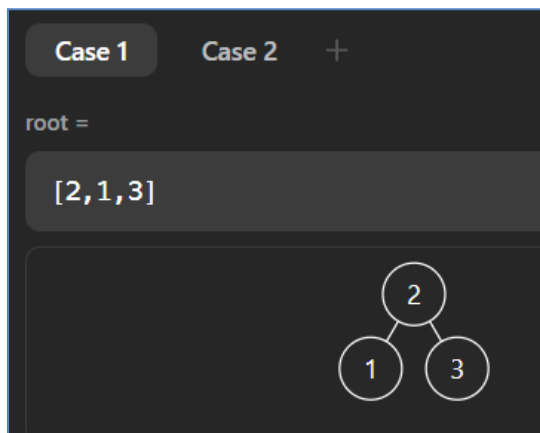 Case 1 Case 2 +
root =
[2,1,3]
2
1 3